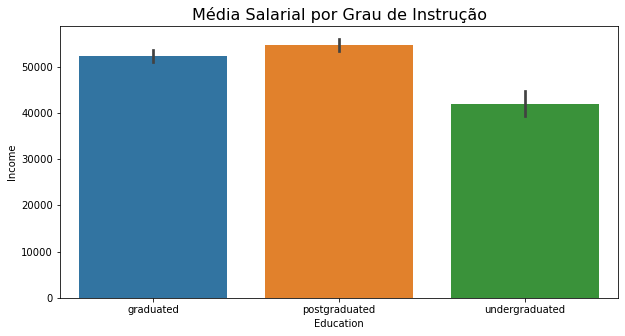 Média Salarial por Grau de Instrução
50000
40000
30000
20000
10000
0
Income
graduated postgraduated undergraduated
Education